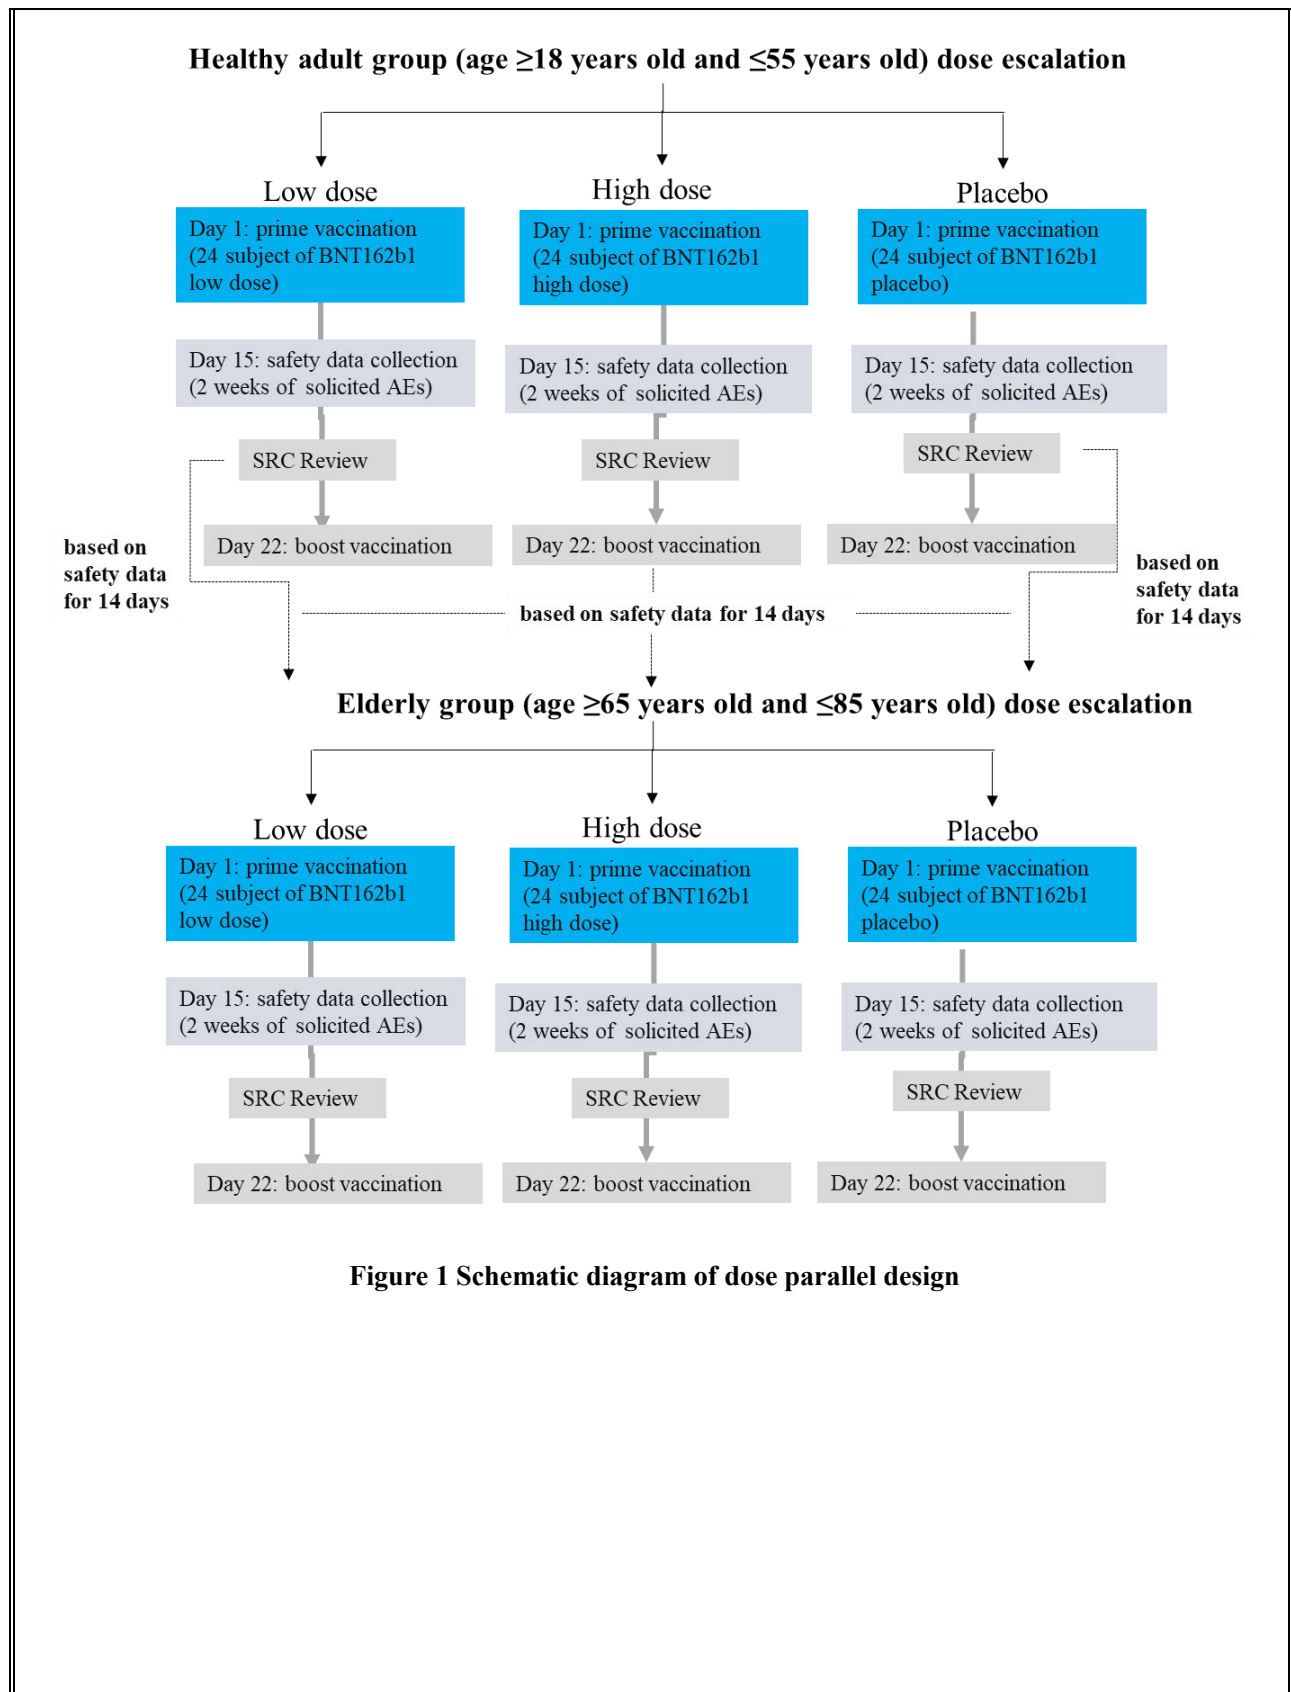 Healthy adult group (age ≥18 years old and ≤55 years old) dose escalation
Low dose
High dose
Placebo
Day 1: prime vaccination
(24 subject of BNT162b1
low dose)
Day 1: prime vaccination
(24 subject of BNT162b1
high dose)
Day 1: prime vaccination
(24 subject of BNT162b1
placebo)
Day 15: safety data collection
(2 weeks of solicited AEs)
Day 15: safety data collection
(2 weeks of solicited AEs)
Day 15: safety data collection
(2 weeks of solicited AEs)
SRC Review
SRC Review
SRC Review
Day 22: boost vaccination
Day 22: boost vaccination
Day 22: boost vaccination
based on
safety data
for 14 days
based on safety data for 14 days
based on
safety data
for 14 days
Elderly group (age ≥65 years old and ≤85 years old) dose escalation
Low dose
High dose
Placebo
Day 1: prime vaccination
(24 subject of BNT162b1
low dose)
Day 1: prime vaccination
(24 subject of BNT162b1
high dose)
Day 1: prime vaccination
(24 subject of BNT162b1
placebo)
Day 15: safety data collection
(2 weeks of solicited AEs)
Day 15: safety data collection
(2 weeks of solicited AEs)
Day 15: safety data collection
(2 weeks of solicited AEs)
SRC Review
SRC Review
SRC Review
Day 22: boost vaccination
Day 22: boost vaccination
Day 22: boost vaccination
Figure 1 Schematic diagram of dose parallel design